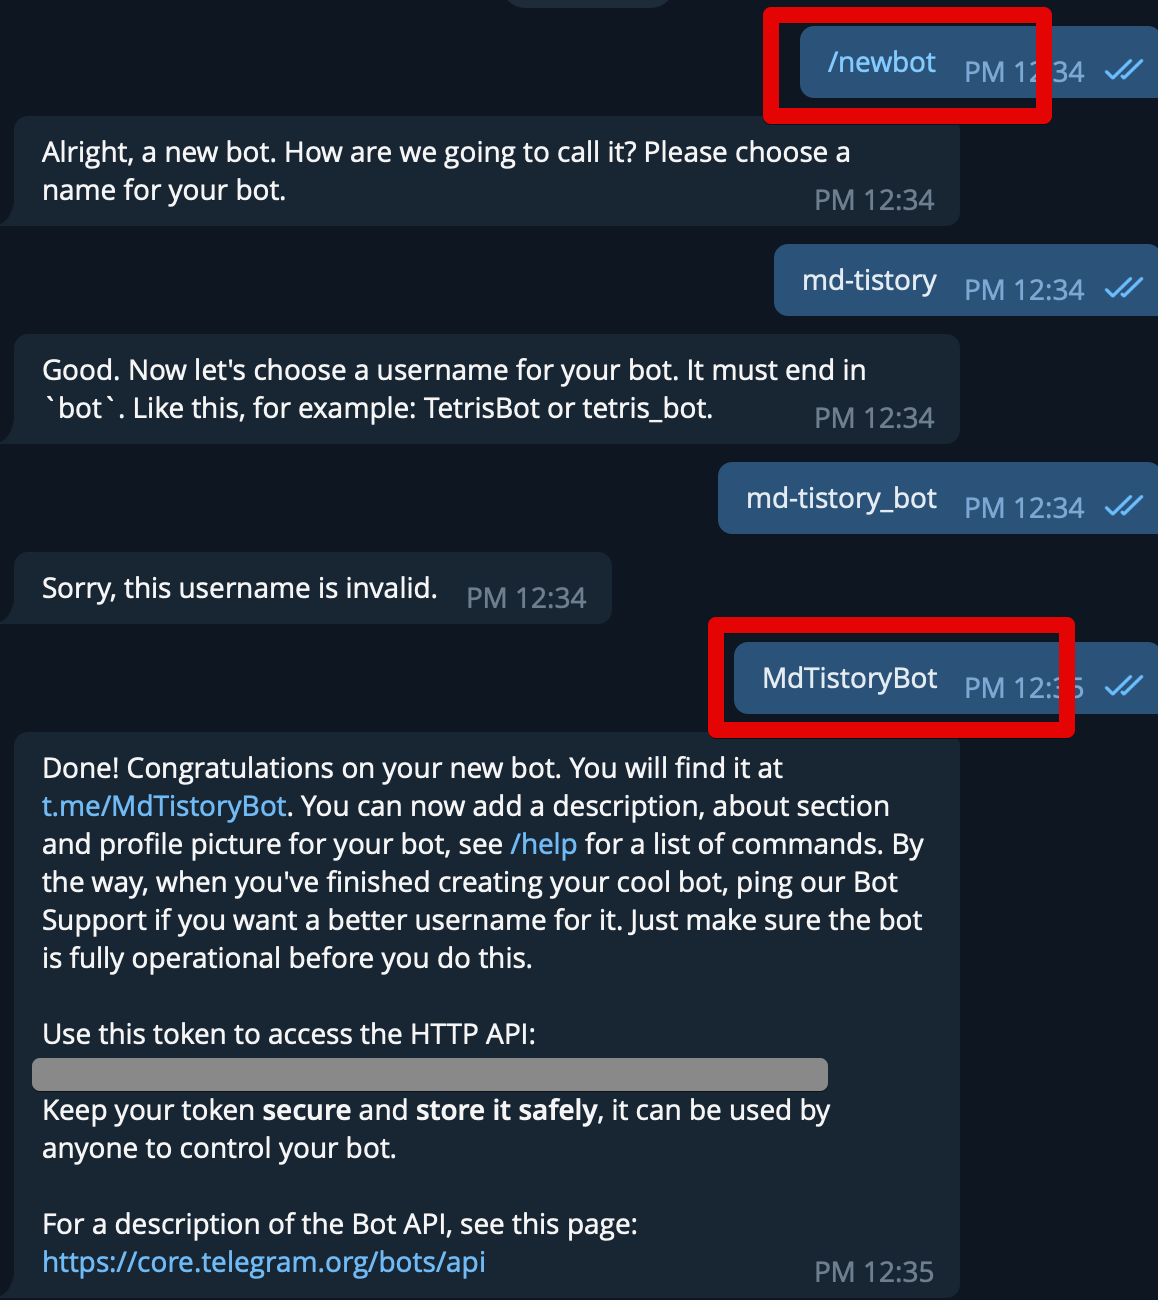 /newbot PM 12:34
Alright, a new bot. How are we going to call it? Please choose a
name for your bot.
PM 12:34
md-tistory PM 12:34
Good. Now let's choose a username for your bot. It must end in
`bot`. Like this, for example: TetrisBot or tetris_bot.
PM 12:34
md-tistory_bot PM 12:34
Sorry, this username is invalid. PM 12:34
MdTistoryBot PM 12:35
Done! Congratulations on your new bot. You will find it at
t.me/MdTistoryBot. You can now add a description, about section
and profile picture for your bot, see /help for a list of commands. By
the way, when you've finished creating your cool bot, ping our Bot
Support if you want a better username for it. Just make sure the bot
is fully operational before you do this.
Use this token to access the HTTP API:
Keep your token secure and store it safely, it can be used by
anyone to control your bot.
For a description of the Bot API, see this page:
https://core.telegram.org/bots/api
PM 12:35